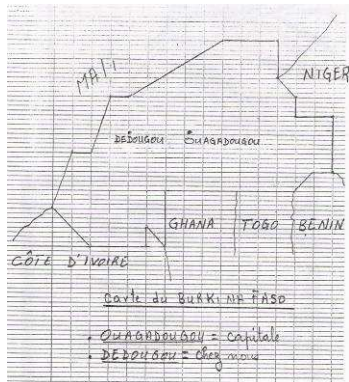 MALI
NIGER
DEDOUGOU OUAGADOUGOU
GHANA TOGO BENIN
CÔTE D'IVOIRE
Carte du BURKINA FASO
• OUAGADOUGOU = Capitale
• DEDOUGOU = Chez nous